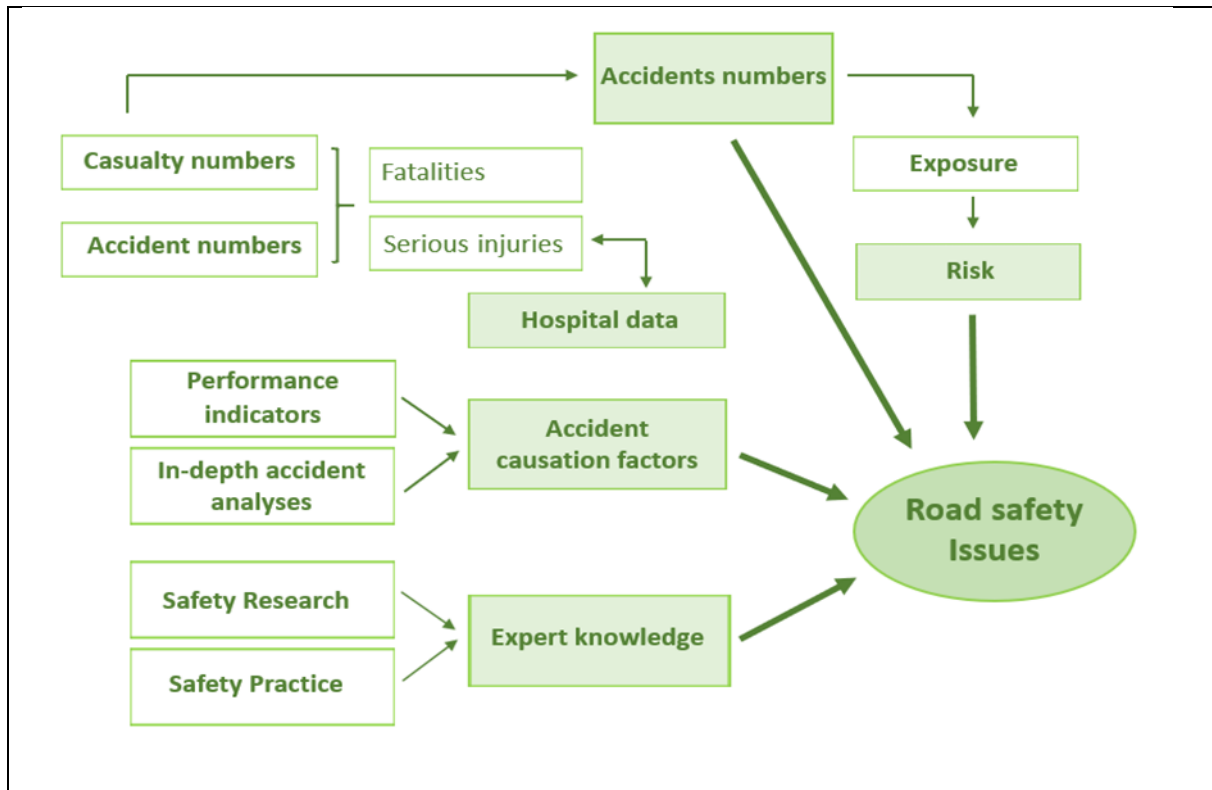 Accidents numbers
Casualty numbers
Fatalities
Exposure
Accident numbers
Serious injuries
Risk
Hospital data
Performance
indicators
Accident
causation factors
In-depth accident
analyses
Road safety
Issues
Safety Research
Expert knowledge
Safety Practice